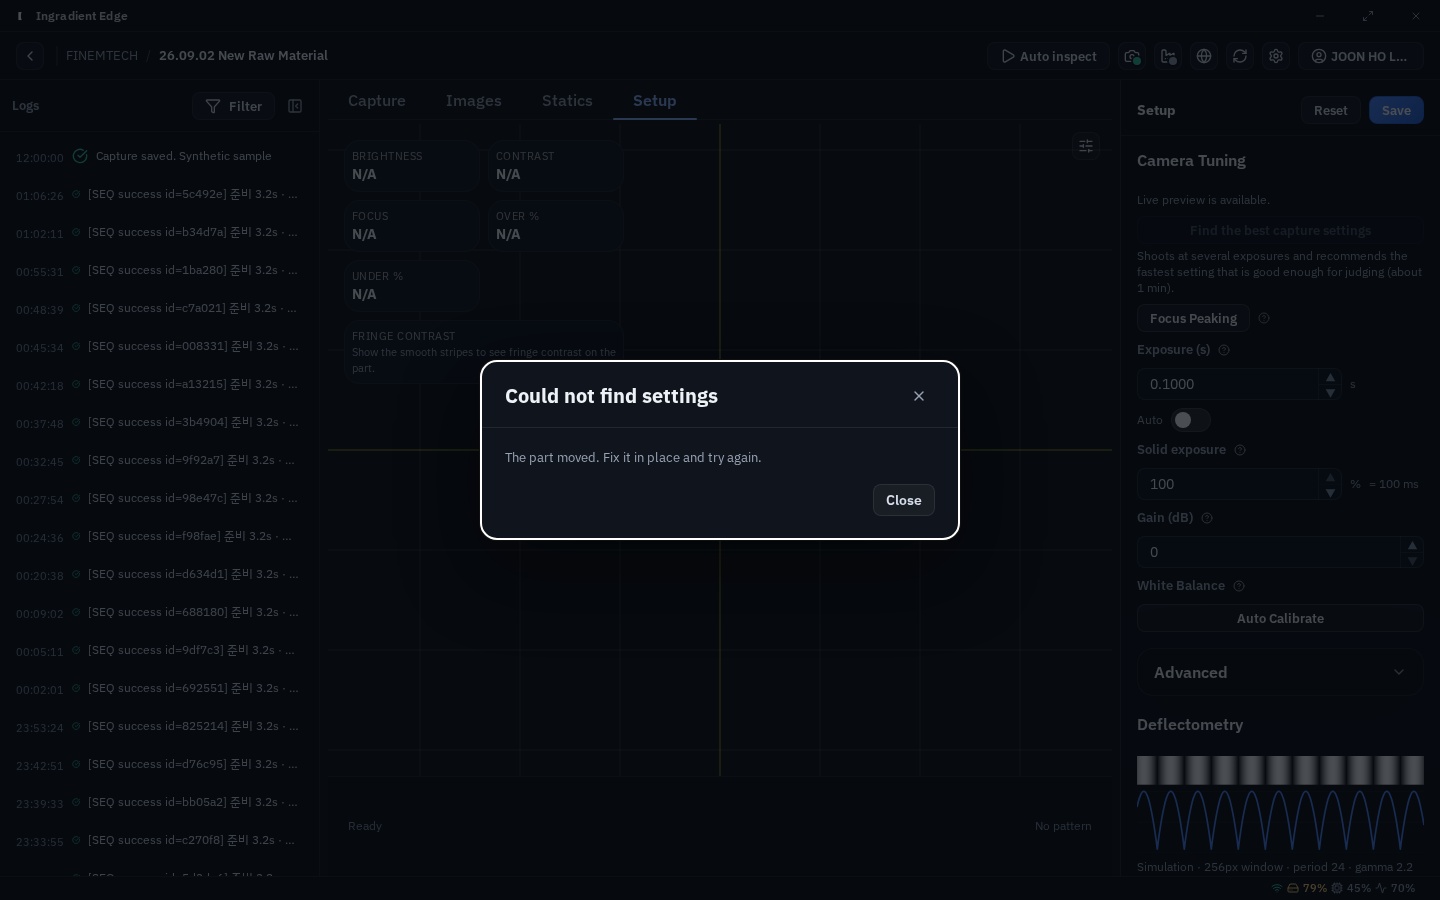 Ingradient Edge
FINEMTECH / 26.09.02 New Raw Material
Auto inspect
JOON HO L...
Logs
Filter
12:00:00 Capture saved. Synthetic sample
01:06:26 [SEQ success id=5c492e] 준비 3.2s · ...
01:02:11 [SEQ success id=b34d7a] 준비 3.2s · ...
00:55:31 [SEQ success id=1ba280] 준비 3.2s · ...
00:48:39 [SEQ success id=c7a021] 준비 3.2s · ...
00:45:34 [SEQ success id=008331] 준비 3.2s · ...
00:42:18 [SEQ success id=a13215] 준비 3.2s · ...
00:37:48 [SEQ success id=3b4904] 준비 3.2s · ...
00:32:45 [SEQ success id=9f92a7] 준비 3.2s · ...
00:27:54 [SEQ success id=98e47c] 준비 3.2s · ...
00:24:36 [SEQ success id=f98fae] 준비 3.2s · ...
00:20:38 [SEQ success id=d634d1] 준비 3.2s · ...
00:09:02 [SEQ success id=688180] 준비 3.2s · ...
00:05:11 [SEQ success id=9df7c3] 준비 3.2s · ...
00:02:01 [SEQ success id=692551] 준비 3.2s · ...
23:53:24 [SEQ success id=825214] 준비 3.2s · ...
23:42:51 [SEQ success id=d76c95] 준비 3.2s · ...
23:39:33 [SEQ success id=bb05a2] 준비 3.2s · ...
23:33:55 [SEQ success id=c270f8] 준비 3.2s · ...
Capture Images Statics Setup
BRIGHTNESS
N/A
CONTRAST
N/A
FOCUS
N/A
OVER %
N/A
UNDER %
N/A
FRINGE CONTRAST
Show the smooth stripes to see fringe contrast on the
part.
Could not find settings
The part moved. Fix it in place and try again.
Close
Ready
No pattern
Setup
Reset
Save
Camera Tuning
Live preview is available.
Find the best capture settings
Shoots at several exposures and recommends the
fastest setting that is good enough for judging (about
1 min).
Focus Peaking
Exposure (s)
0.1000 s
Auto
Solid exposure
100 % = 100 ms
Gain (dB)
0
White Balance
Auto Calibrate
Advanced
Deflectometry
Simulation · 256px window · period 24 · gamma 2.2
79% 45% 70%